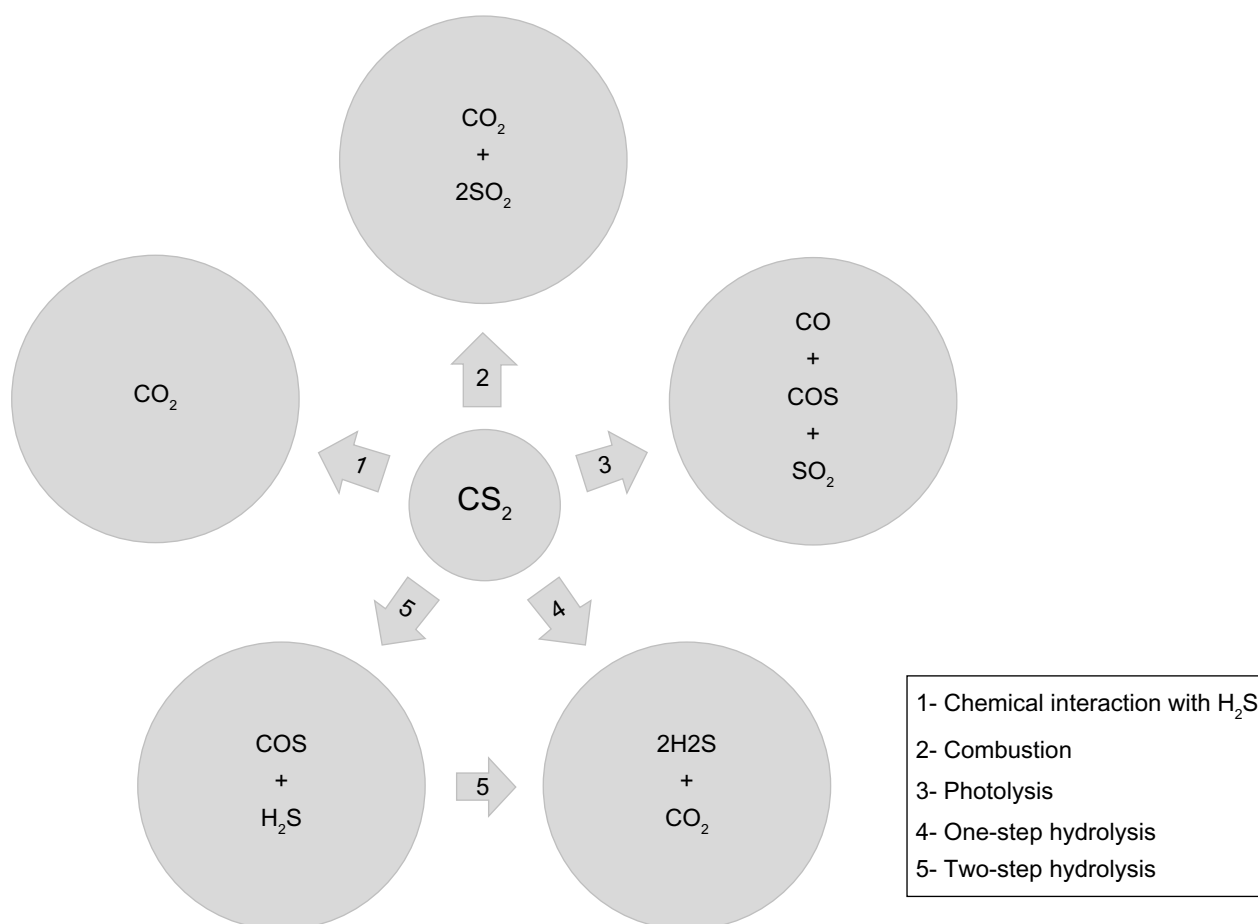 CO₂
+
2SO₂
CO₂
CO
+
COS
+
SO₂
2
1
3
CS₂
5
4
COS
+
H₂S
5
2H2S
+
CO₂
1- Chemical interaction with H₂S
2- Combustion
3- Photolysis
4- One-step hydrolysis
5- Two-step hydrolysis